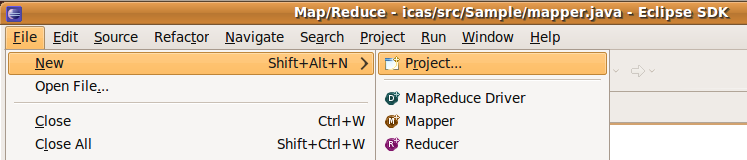 Map/Reduce - icas/src/Sample/mapper.java - Eclipse SDK
File Edit Source Refactor Navigate Search Project Run Window Help
New Shift+Alt+N Project...
Open File...
MapReduce Driver
Close Ctrl+W Mapper
Close All Shift+Ctrl+W Reducer